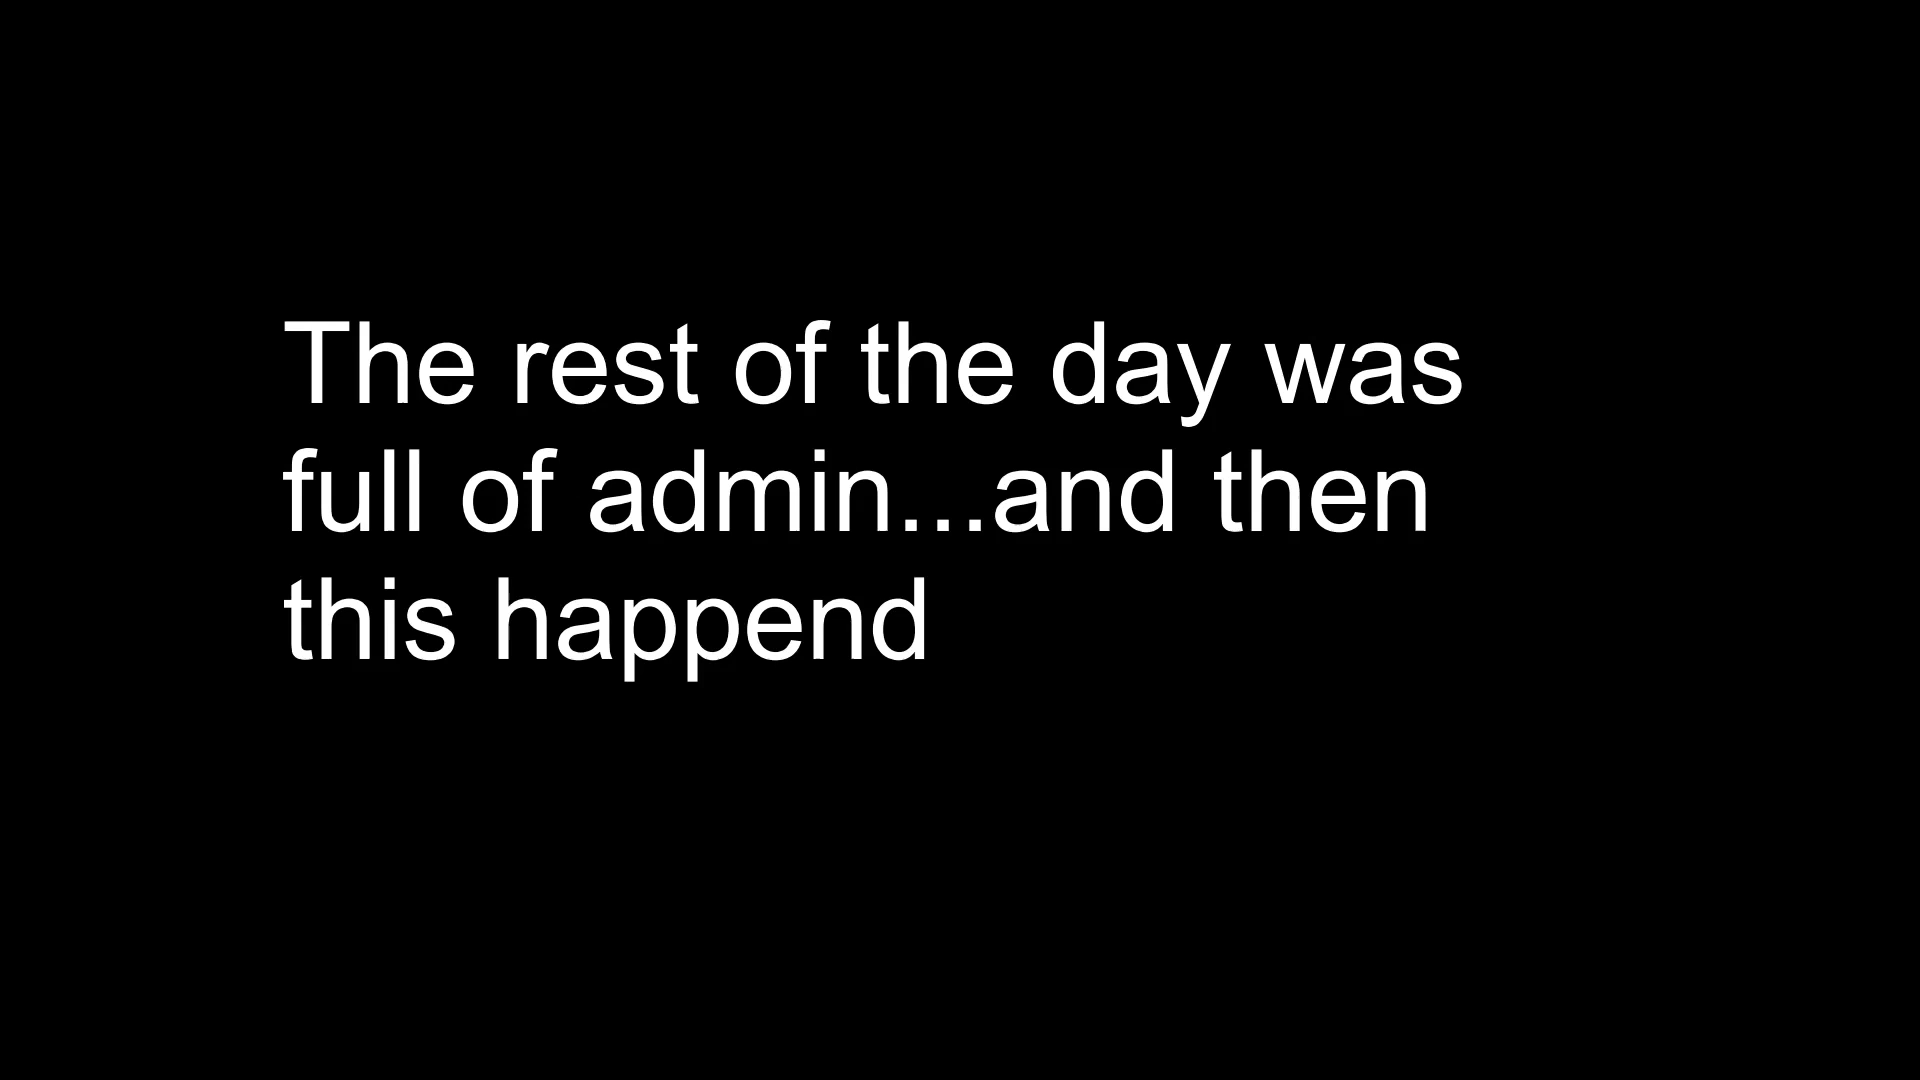 The rest of the day was
full of admin...and then
this happend